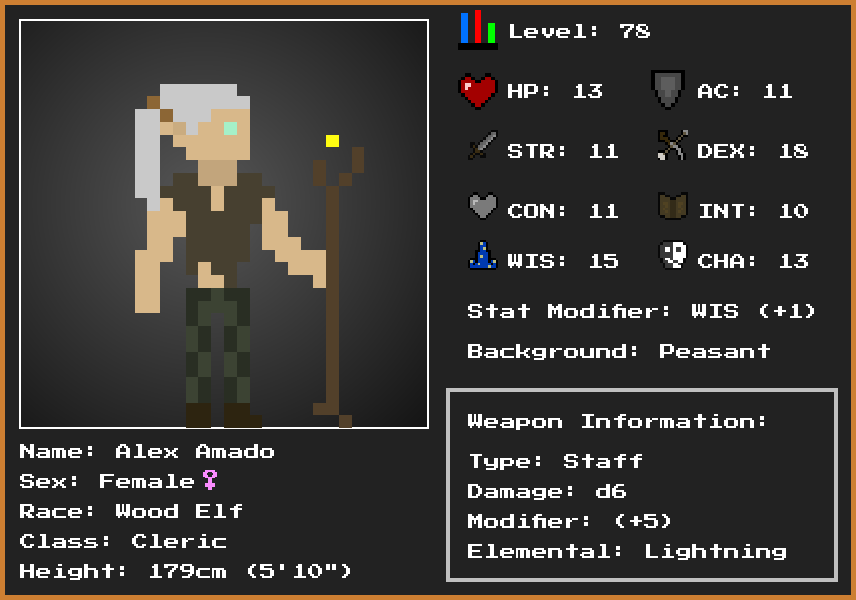 Level: 78
HP: 13 AC: 11
STR: 11 DEX: 18
CON: 11 INT: 10
WIS: 15 CHA: 13
Stat Modifier: WIS (+1)
Background: Peasant
Weapon Information:
Type: Staff
Damage: d6
Modifier: (+5)
Elemental: Lightning
Name: Alex Amado
Sex: Female♀
Race: Wood Elf
Class: Cleric
Height: 179cm (5'10")